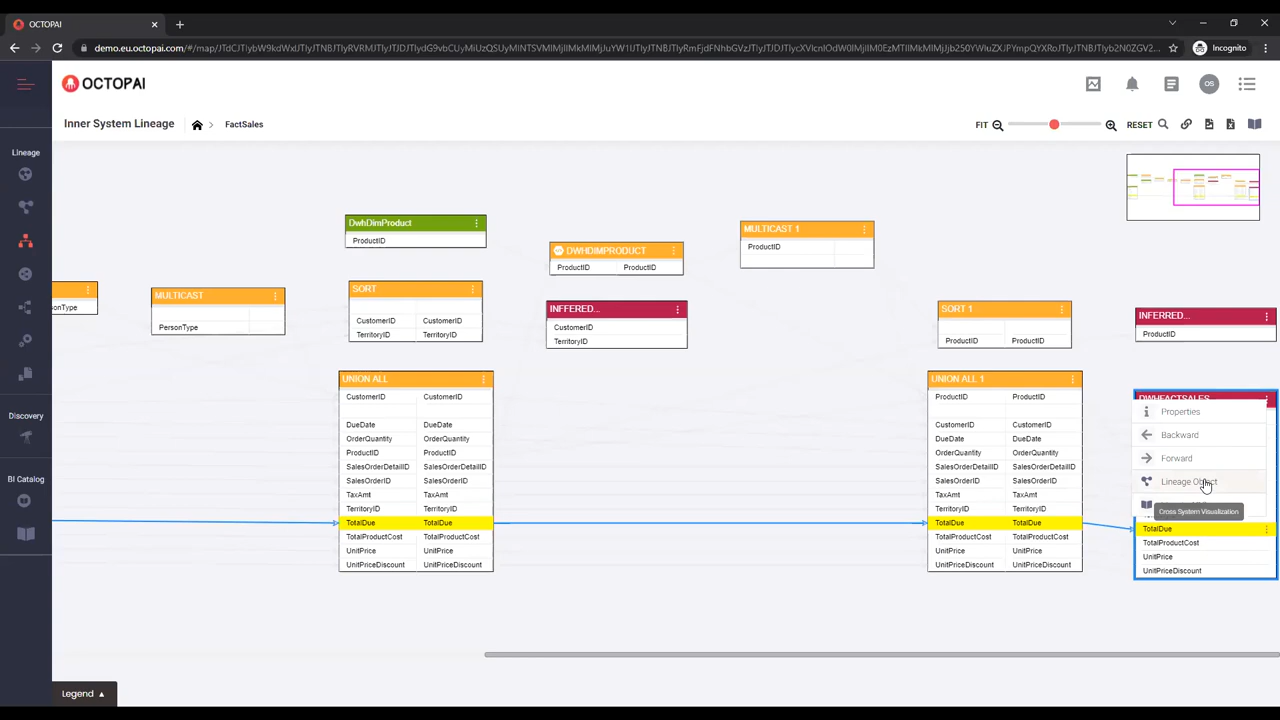 OCTOPAI
demo.eu.octopai.com/#/map/
Incognito
OCTOPAI
OS
Inner System Lineage
FactSales
FIT
RESET
Lineage
Discovery
BI Catalog
DwhDimProduct
ProductID
DWHDIMPRODUCT
ProductID ProductID
MULTICAST 1
ProductID
MULTICAST
PersonType
SORT
CustomerID CustomerID
TerritoryID TerritoryID
INFFERED...
CustomerID
TerritoryID
SORT 1
ProductID ProductID
INFERRED...
ProductID
UNION ALL
CustomerID CustomerID
DueDate DueDate
OrderQuantity OrderQuantity
ProductID ProductID
SalesOrderDetailID SalesOrderDetailID
SalesOrderID SalesOrderID
TaxAmt TaxAmt
TerritoryID TerritoryID
TotalDue TotalDue
TotalProductCost TotalProductCost
UnitPrice UnitPrice
UnitPriceDiscount UnitPriceDiscount
UNION ALL 1
ProductID ProductID
CustomerID CustomerID
DueDate DueDate
OrderQuantity OrderQuantity
SalesOrderDetailID SalesOrderDetailID
SalesOrderID SalesOrderID
TaxAmt TaxAmt
TerritoryID TerritoryID
TotalDue TotalDue
TotalProductCost TotalProductCost
UnitPrice UnitPrice
UnitPriceDiscount UnitPriceDiscount
DWHFACTSALES
Properties
Backward
Forward
Lineage Object
Cross System Visualization
TotalDue
TotalProductCost
UnitPrice
UnitPriceDiscount
Legend